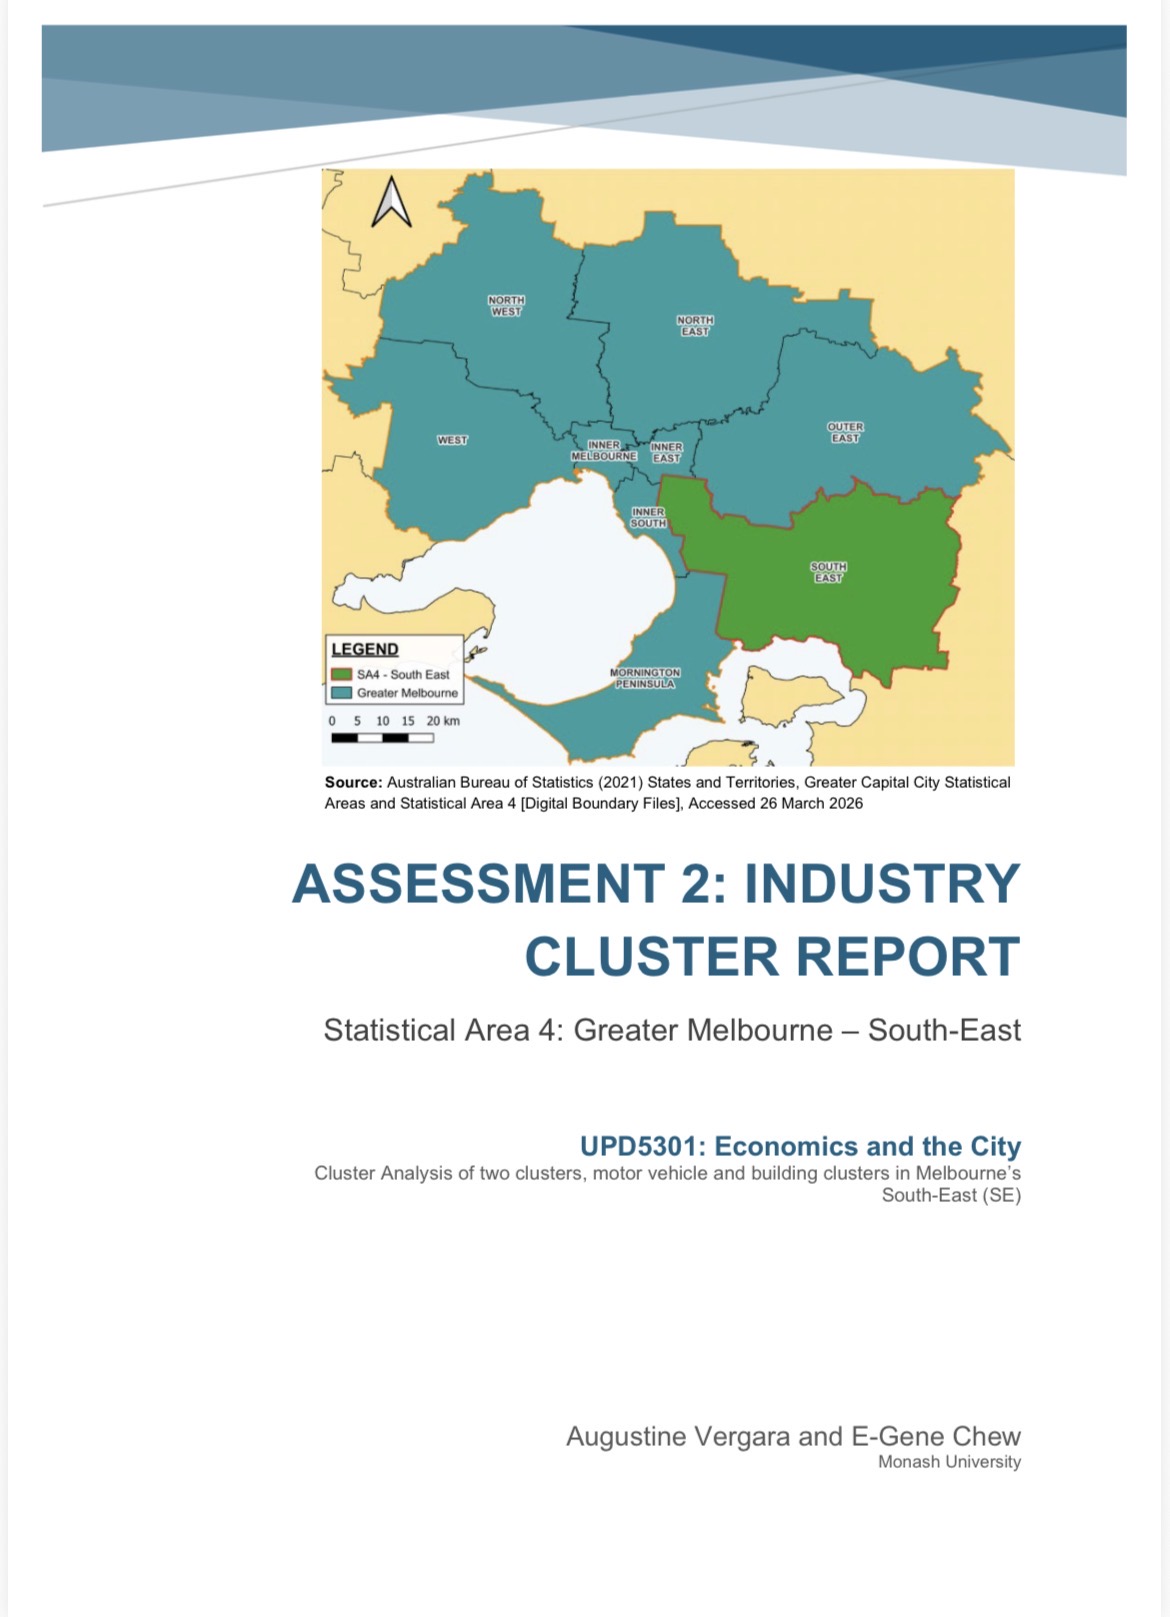 NORTH
WEST
NORTH
EAST
WEST
INNER
MELBOURNE
INNER
EAST
OUTER
EAST
INNER
SOUTH
SOUTH
EAST
MORNINGTON
PENINSULA
LEGEND
SA4 - South East
Greater Melbourne
0 5 10 15 20 km
Source: Australian Bureau of Statistics (2021) States and Territories, Greater Capital City Statistical
Areas and Statistical Area 4 [Digital Boundary Files], Accessed 26 March 2026
ASSESSMENT 2: INDUSTRY
CLUSTER REPORT
Statistical Area 4: Greater Melbourne – South-East
UPD5301: Economics and the City
Cluster Analysis of two clusters, motor vehicle and building clusters in Melbourne’s
South-East (SE)
Augustine Vergara and E-Gene Chew
Monash University